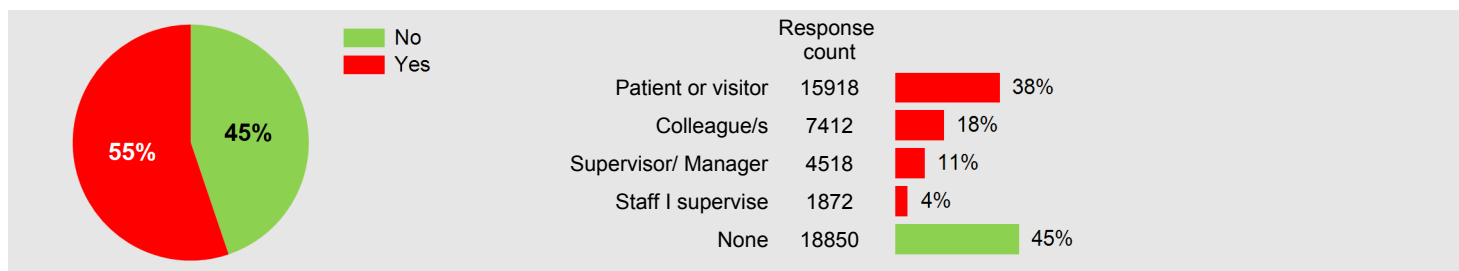 No
Yes
45%
55%
Response
count
Patient or visitor 15918 38%
Colleague/s 7412 18%
Supervisor/ Manager 4518 11%
Staff I supervise 1872 4%
None 18850 45%